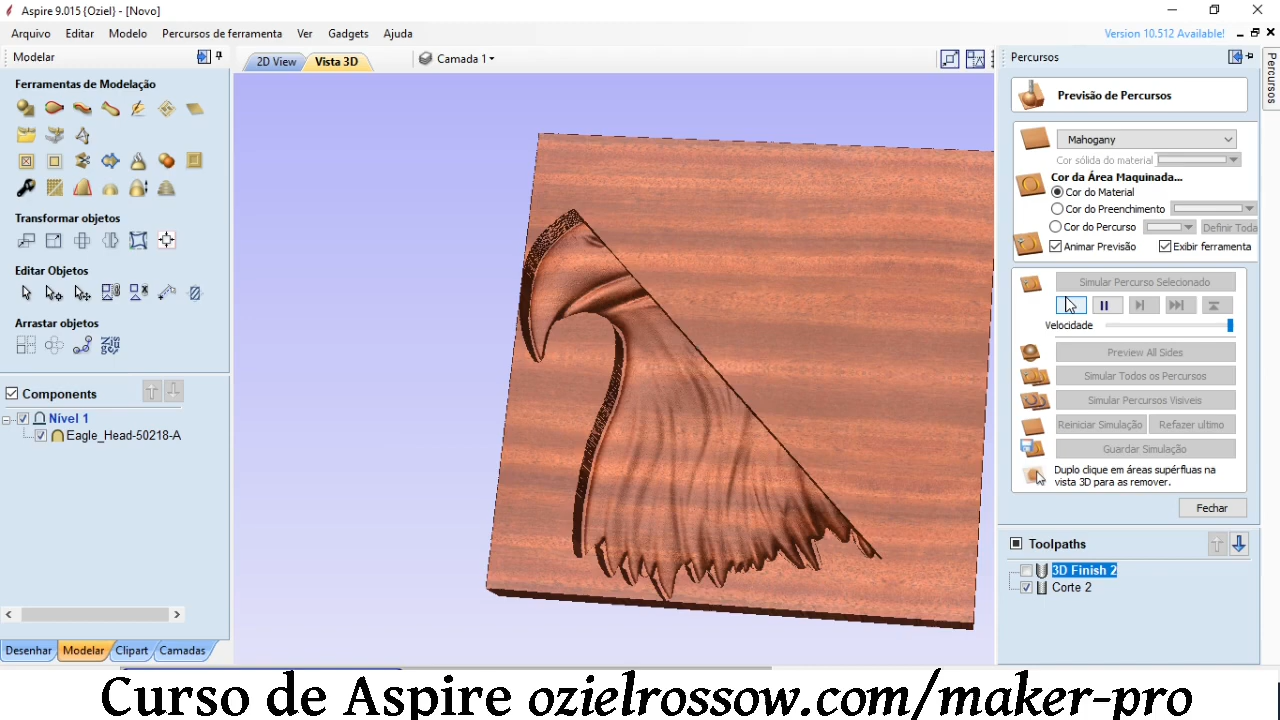 Aspire 9.015 {Oziel} - [Novo]
Arquivo Editar Modelo Percursos de ferramenta Ver Gadgets Ajuda
Version 10.512 Available!
Modelar
Ferramentas de Modelação
Transformar objetos
Editar Objetos
Arrastar objetos
Components
Nível 1
Eagle_Head-50218-A
Desenhar Modelar Clipart Camadas
2D View Vista 3D Camada 1
Percursos
Percursos
Previsão de Percursos
Mahogany
Cor sólida do material
Cor da Área Maquinada...
Cor do Material
Cor do Preenchimento
Cor do Percurso Definir Toda
Animar Previsão Exibir ferramenta
Simular Percurso Selecionado
Velocidade
Preview All Sides
Simular Todos os Percursos
Simular Percursos Visiveis
Reiniciar Simulação Refazer ultimo
Guardar Simulação
Duplo clique em áreas supérfluas na
vista 3D para as remover.
Fechar
Toolpaths
3D Finish 2
Corte 2
Curso de Aspire ozielrossow.com/maker-pro